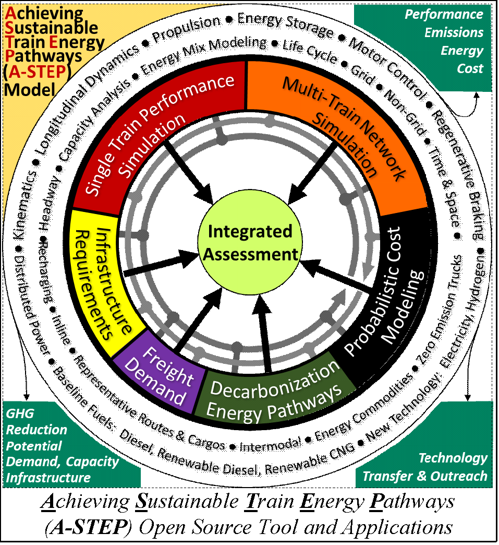 Achieving
Sustainable
Train Energy
Pathways
(A-STEP)
Model
Performance
Emissions
Energy
Cost
Kinematics ● Longitudinal Dynamics ● Propulsion ● Energy Storage ● Motor Control ● Regenerative Braking
Headway ● Capacity Analysis ● Energy Mix Modeling ● Life Cycle ● Grid ● Non-Grid ● Time & Space
Single Train Performance
Simulation
Multi-Train Network
Simulation
Integrated
Assessment
Infrastructure
Requirements
Probabilistic Cost
Modeling
Freight
Demand
Decarbonization
Energy Pathways
Recharging ● Inline ● Representative Routes & Cargos ● Intermodal ● Energy Commodities ● Zero Emission Trucks
Distributed Power ● Baseline Fuels: Diesel, Renewable Diesel, Renewable CNG ● New Technology: Electricity, Hydrogen
GHG
Reduction
Potential
Demand, Capacity
Infrastructure
Technology
Transfer & Outreach
Achieving Sustainable Train Energy Pathways
(A-STEP) Open Source Tool and Applications